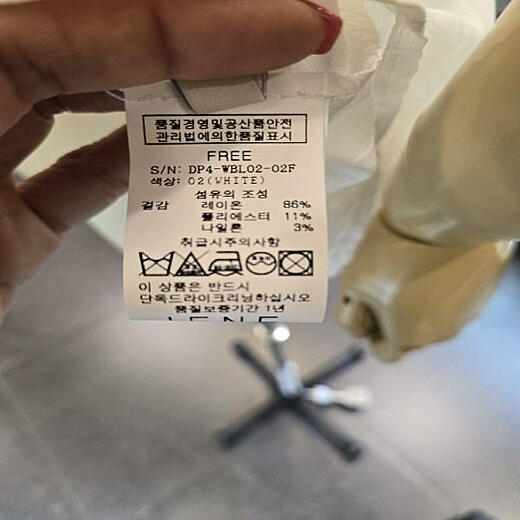 품질경영및공산품안전
관리법에의한품질표시
FREE
S/N: DP4-WBL02-02F
색상: 02(WHITE)
섬유의 조성
겉감 레이온 86%
폴리에스터 11%
나일론 3%
취급시주의사항
이 상품은 반드시
단독드라이크리닝하십시오
품질보증기간 1년